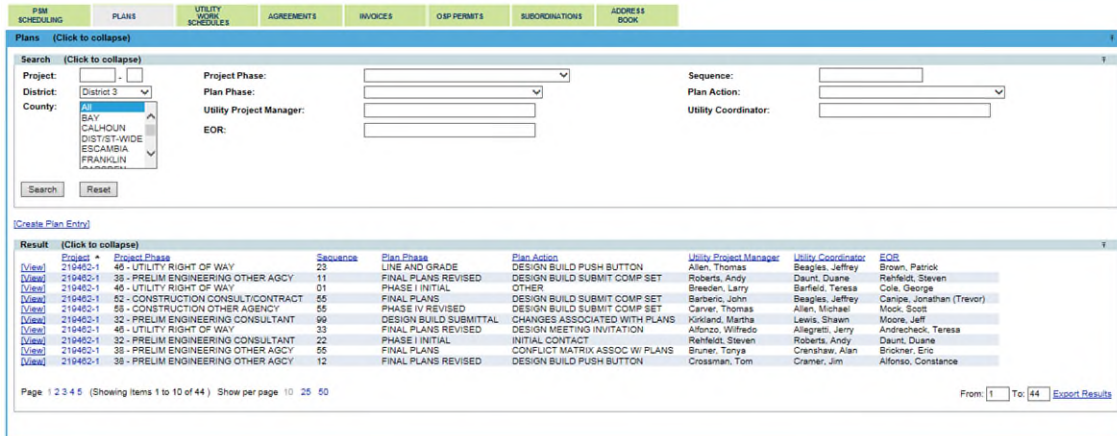 PSM SCHEDULING PLANS UTILITY WORK SCHEDULES AGREEMENTS INVOICES OSP PERMITS SUBORDINATIONS ADDRESS BOOK
Plans (Click to collapse)
Search (Click to collapse)
Project: - Project Phase: Sequence:
District: District 3 Plan Phase: Plan Action:
County: All Utility Project Manager: Utility Coordinator:
BAY
CALHOUN
DIST/ST-WIDE EOR:
ESCAMBIA
FRANKLIN
Search Reset
[Create Plan Entry]
Result (Click to collapse)
Project Project Phase Sequence Plan Phase Plan Action Utility Project Manager Utility Coordinator EOR
[View] 219462-1 46 - UTILITY RIGHT OF WAY 23 LINE AND GRADE DESIGN BUILD PUSH BUTTON Allen, Thomas Beagles, Jeffrey Brown, Patrick
[View] 219462-1 38 - PRELIM ENGINEERING OTHER AGCY 11 FINAL PLANS REVISED DESIGN BUILD SUBMIT COMP SET Roberts, Andy Daunt, Duane Rehfeldt, Steven
[View] 219462-1 46 - UTILITY RIGHT OF WAY 01 PHASE I INITIAL OTHER Breeden, Larry Barfield, Teresa Cole, George
[View] 219462-1 52 - CONSTRUCTION CONSULT/CONTRACT 55 FINAL PLANS DESIGN BUILD SUBMIT COMP SET Barberic, John Beagles, Jeffrey Canipe, Jonathan (Trevor)
[View] 219462-1 58 - CONSTRUCTION OTHER AGENCY 55 PHASE IV REVISED DESIGN BUILD SUBMIT COMP SET Carver, Thomas Allen, Michael Mock, Scott
[View] 219462-1 32 - PRELIM ENGINEERING CONSULTANT 99 DESIGN BUILD SUBMITTAL CHANGES ASSOCIATED WITH PLANS Kirkland, Martha Lewis, Shawn Moore, Jeff
[View] 219462-1 46 - UTILITY RIGHT OF WAY 33 FINAL PLANS REVISED DESIGN MEETING INVITATION Alfonzo, Wilfredo Allegretti, Jerry Andrecheck, Teresa
[View] 219462-1 32 - PRELIM ENGINEERING CONSULTANT 22 PHASE I INITIAL INITIAL CONTACT Rehfeldt, Steven Roberts, Andy Daunt, Duane
[View] 219462-1 38 - PRELIM ENGINEERING OTHER AGCY 55 FINAL PLANS CONFLICT MATRIX ASSOC W/ PLANS Bruner, Tonya Crenshaw, Alan Brickner, Eric
[View] 219462-1 38 - PRELIM ENGINEERING OTHER AGCY 12 FINAL PLANS REVISED DESIGN BUILD PUSH BUTTON Crossman, Tom Cramer, Jim Alfonso, Constance
Page 1 2 3 4 5 (Showing items 1 to 10 of 44 ) Show per page 10 25 50 From: 1 To: 44 Export Results